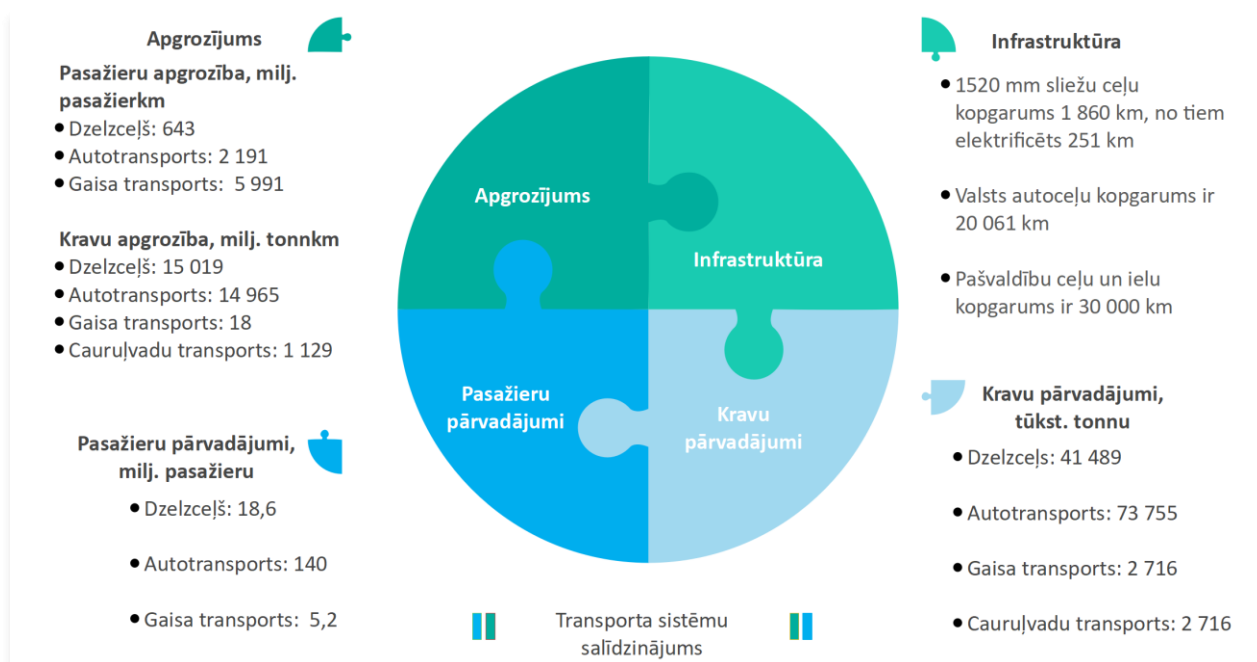 Apgrozījums
Pasažieru apgrozība, milj.
pasažierkm
● Dzelzceļš: 643
● Autotransports: 2 191
● Gaisa transports: 5 991
Kravu apgrozība, milj. tonnkm
● Dzelzceļš: 15 019
● Autotransports: 14 965
● Gaisa transports: 18
● Cauruļvadu transports: 1 129
Pasažieru pārvadājumi,
milj. pasažieru
● Dzelzceļš: 18,6
● Autotransports: 140
● Gaisa transports: 5,2
Apgrozījums
Infrastruktūra
Pasažieru
pārvadājumi
Kravu
pārvadājumi
Transporta sistēmu
salīdzinājums
Infrastruktūra
● 1520 mm sliežu ceļu
kopgarums 1 860 km, no tiem
elektrificēts 251 km
● Valsts autoceļu kopgarums ir
20 061 km
● Pašvaldību ceļu un ielu
kopgarums ir 30 000 km
Kravu pārvadājumi,
tūkst. tonnu
● Dzelzceļs: 41 489
● Autotransports: 73 755
● Gaisa transports: 2 716
● Cauruļvadu transports: 2 716